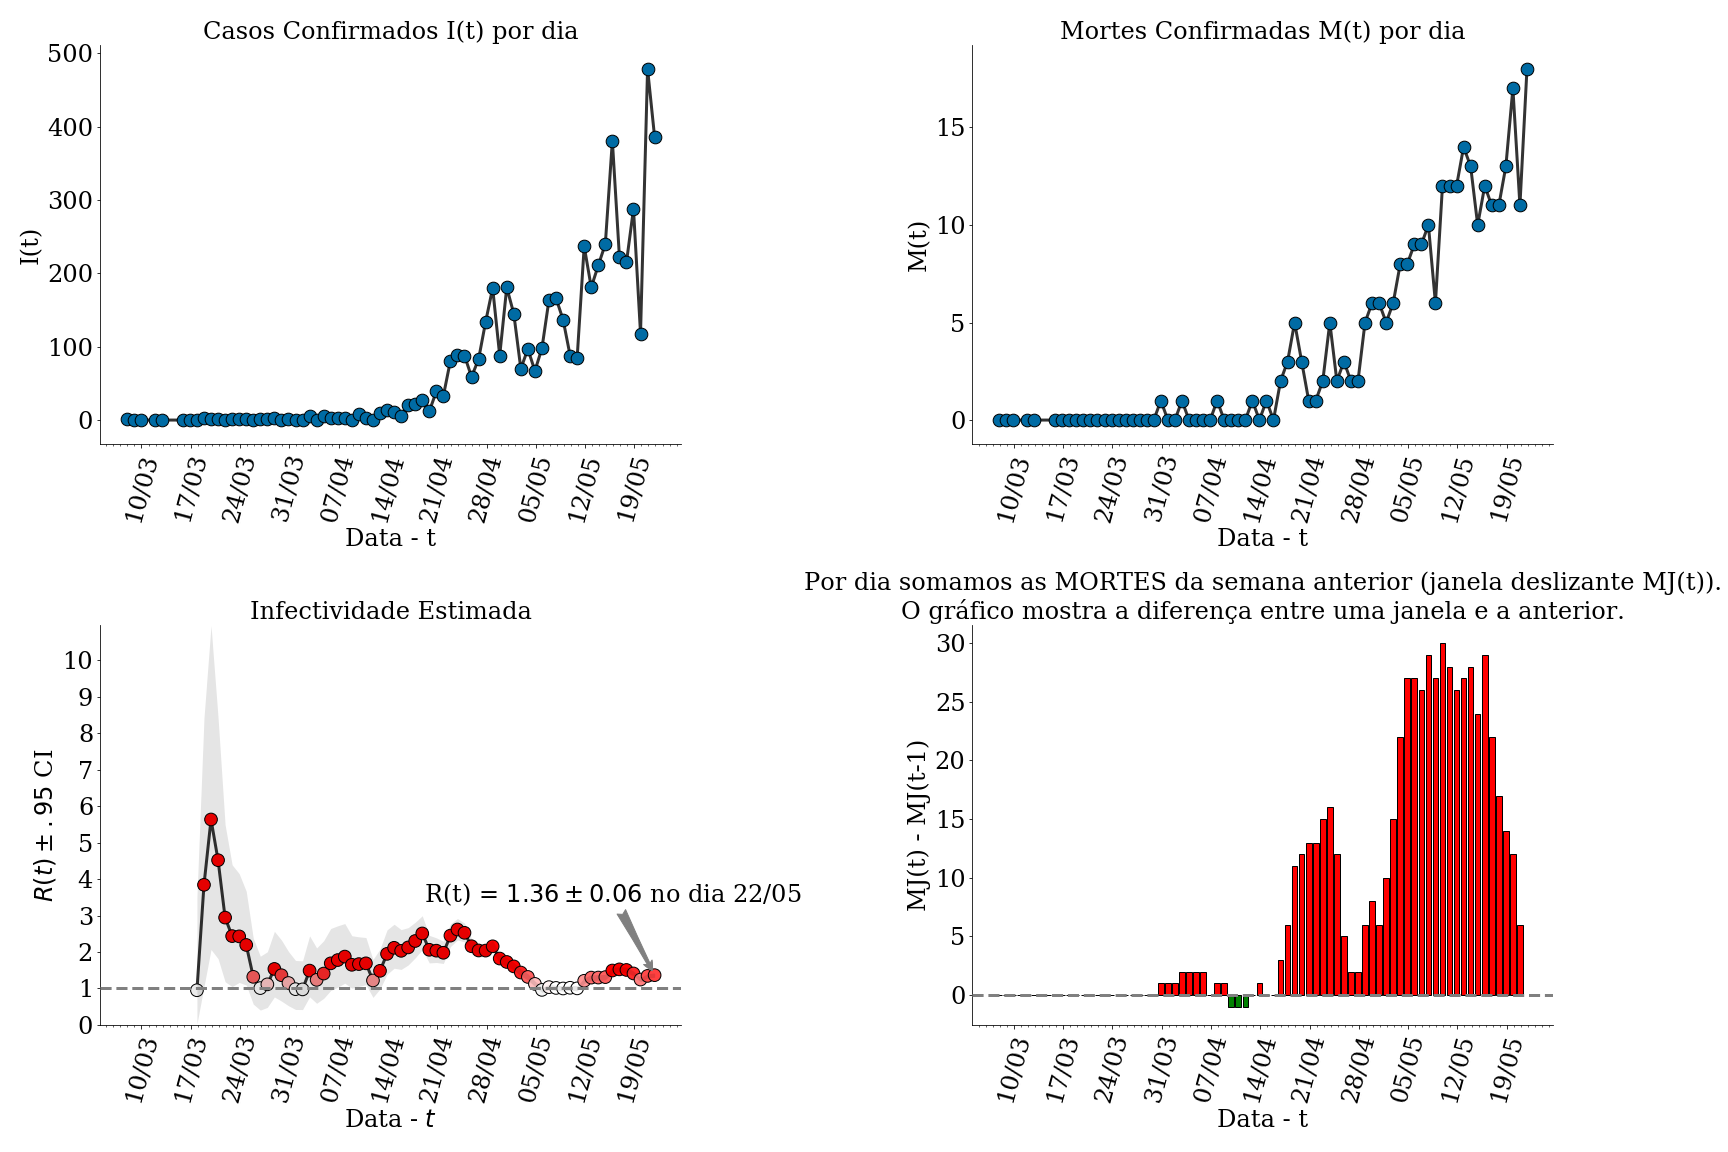 Casos Confirmados I(t) por dia
500
400
300
200
100
0
I(t)
10/03 17/03 24/03 31/03 07/04 14/04 21/04 28/04 05/05 12/05 19/05
Data - t
Mortes Confirmadas M(t) por dia
15
10
5
0
M(t)
10/03 17/03 24/03 31/03 07/04 14/04 21/04 28/04 05/05 12/05 19/05
Data - t
Infectividade Estimada
10
9
8
7
6
5
4
3
2
1
0
R(t) ± .95 CI
R(t) = 1.36 ± 0.06 no dia 22/05
10/03 17/03 24/03 31/03 07/04 14/04 21/04 28/04 05/05 12/05 19/05
Data - t
Por dia somamos as MORTES da semana anterior (janela deslizante MJ(t)).
O gráfico mostra a diferença entre uma janela e a anterior.
30
25
20
15
10
5
0
MJ(t) - MJ(t-1)
10/03 17/03 24/03 31/03 07/04 14/04 21/04 28/04 05/05 12/05 19/05
Data - t